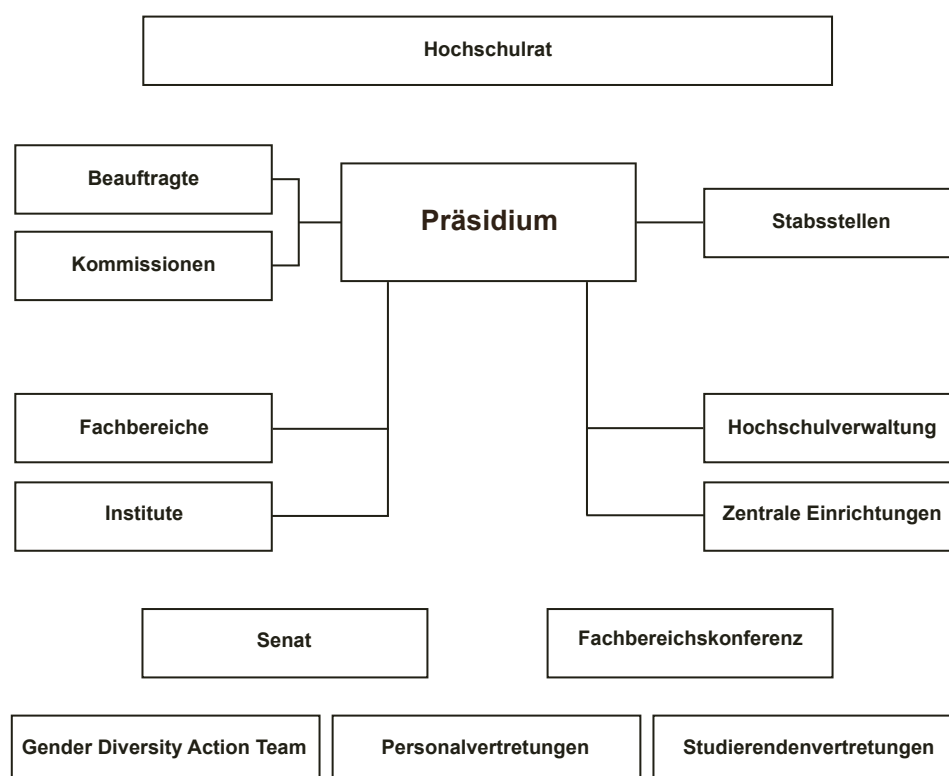 Hochschulrat
Beauftragte
Präsidium
Stabsstellen
Kommissionen
Fachbereiche
Hochschulverwaltung
Institute
Zentrale Einrichtungen
Senat
Fachbereichskonferenz
Gender Diversity Action Team
Personalvertretungen
Studierendenvertretungen